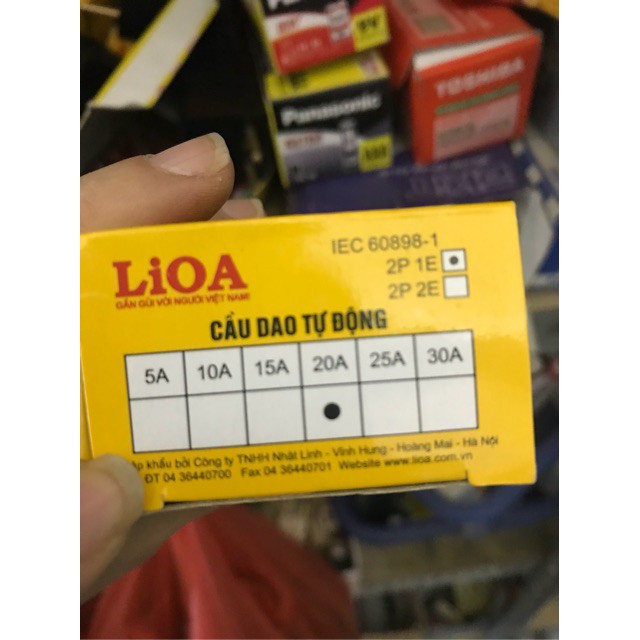 Panasonic
TOSHIBA
LiOA
GẦN GŨI VỚI NGƯỜI VIỆT NAM!
IEC 60898-1
2P 1E
2P 2E
CẦU DAO TỰ ĐỘNG
5A 10A 15A 20A 25A 30A
khẩu bởi Công ty TNHH Nhật Linh - Vĩnh Hưng - Hoàng Mai - Hà Nội
ĐT 04 36440700 Fax 04 36440701 Website www.lioa.com.vn